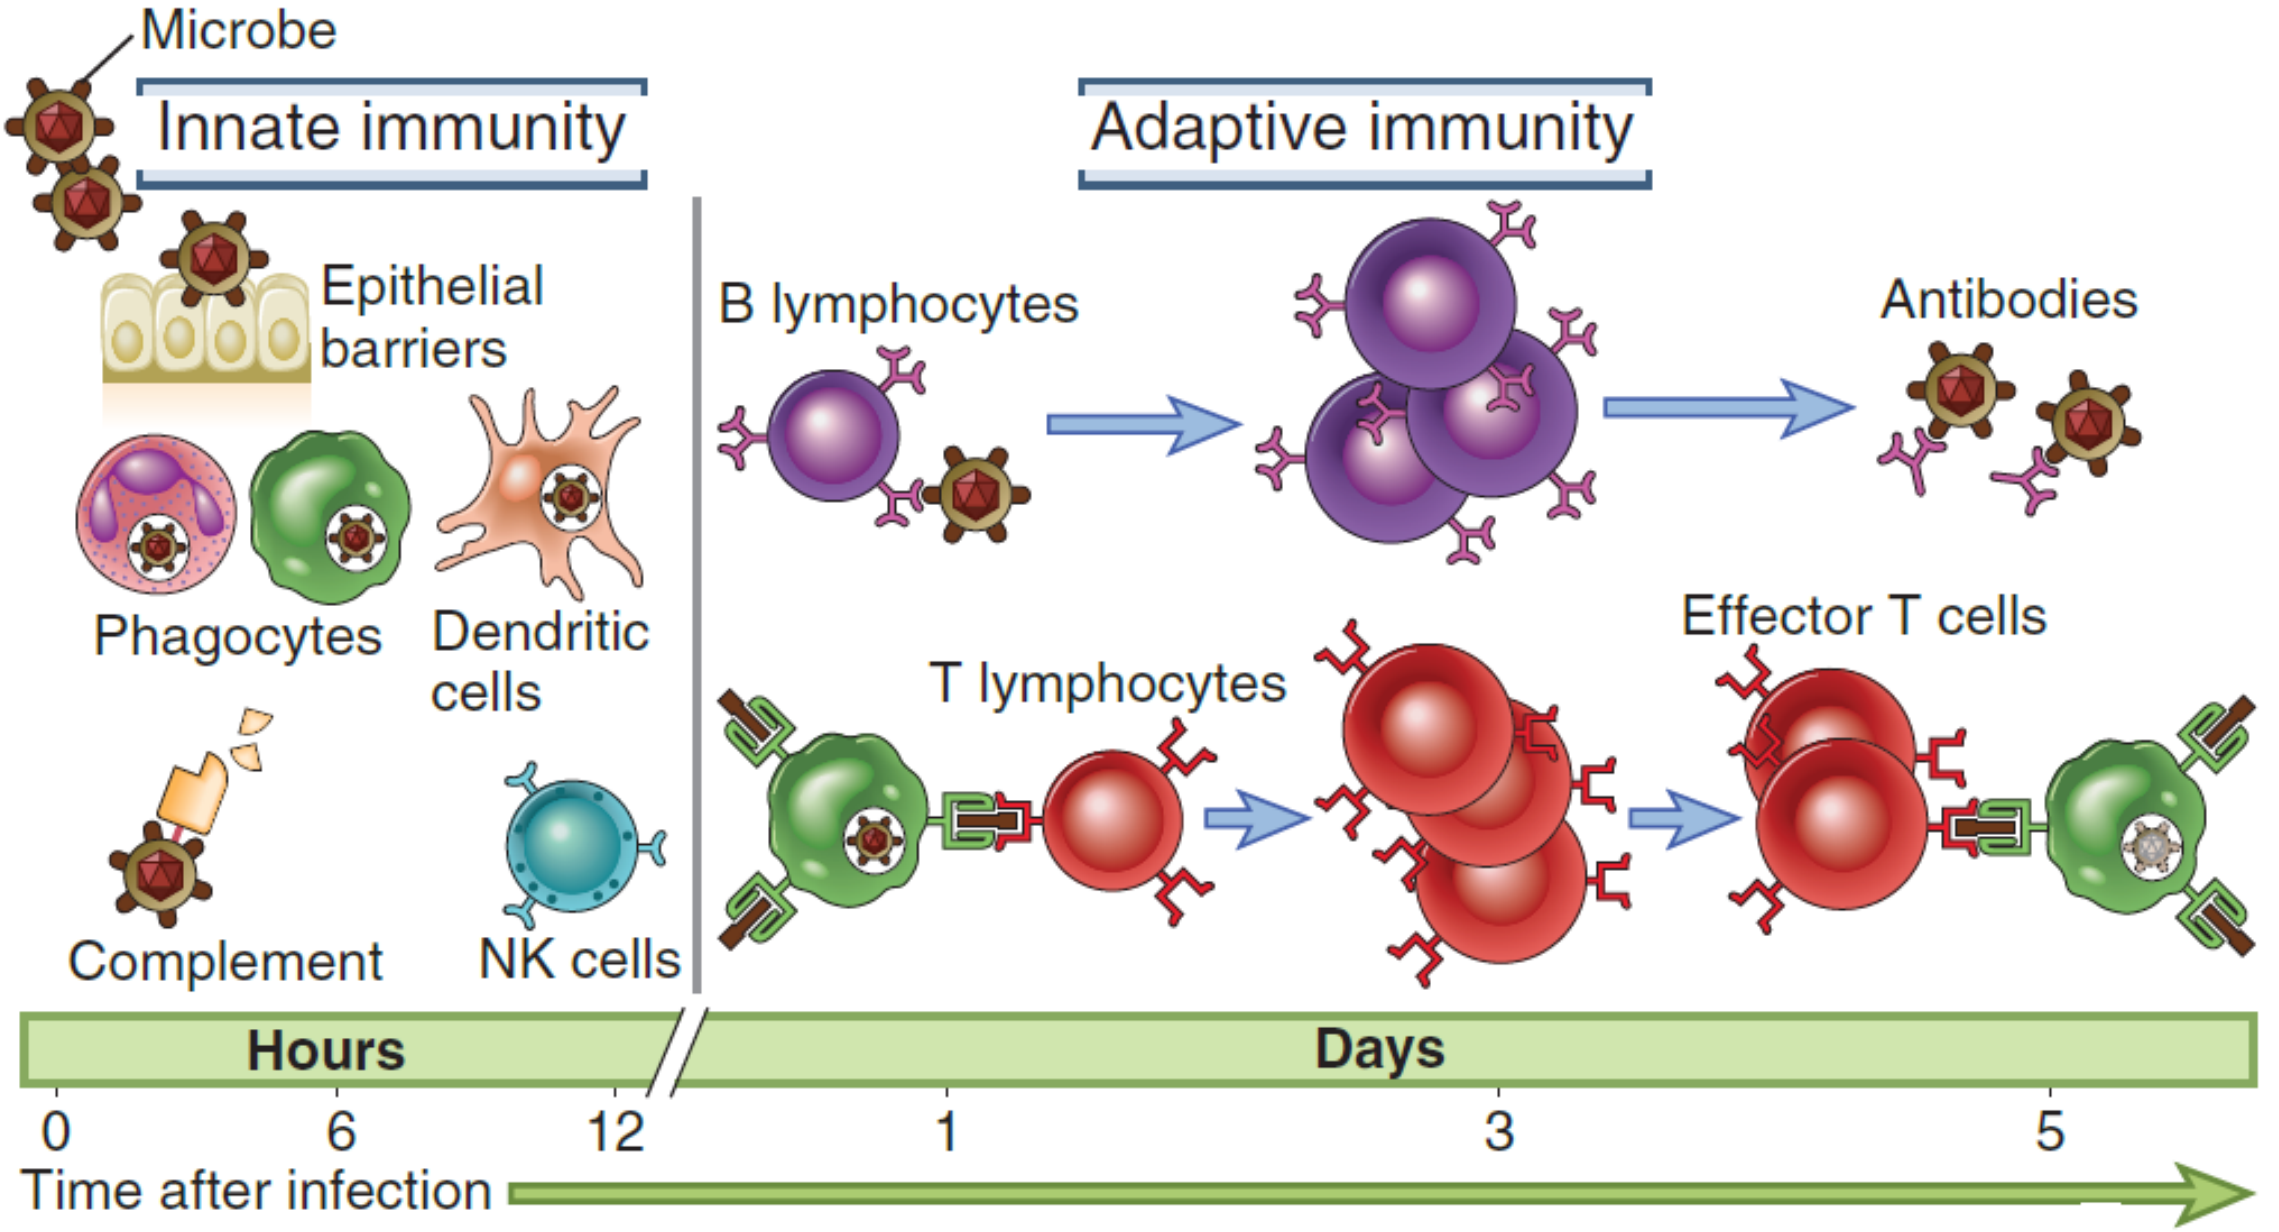 Microbe
Innate immunity
Adaptive immunity
Epithelial
barriers
B lymphocytes
Antibodies
Phagocytes
Dendritic
cells
Effector T cells
T lymphocytes
Complement
NK cells
Hours
Days
0 6 12 1 3 5
Time after infection